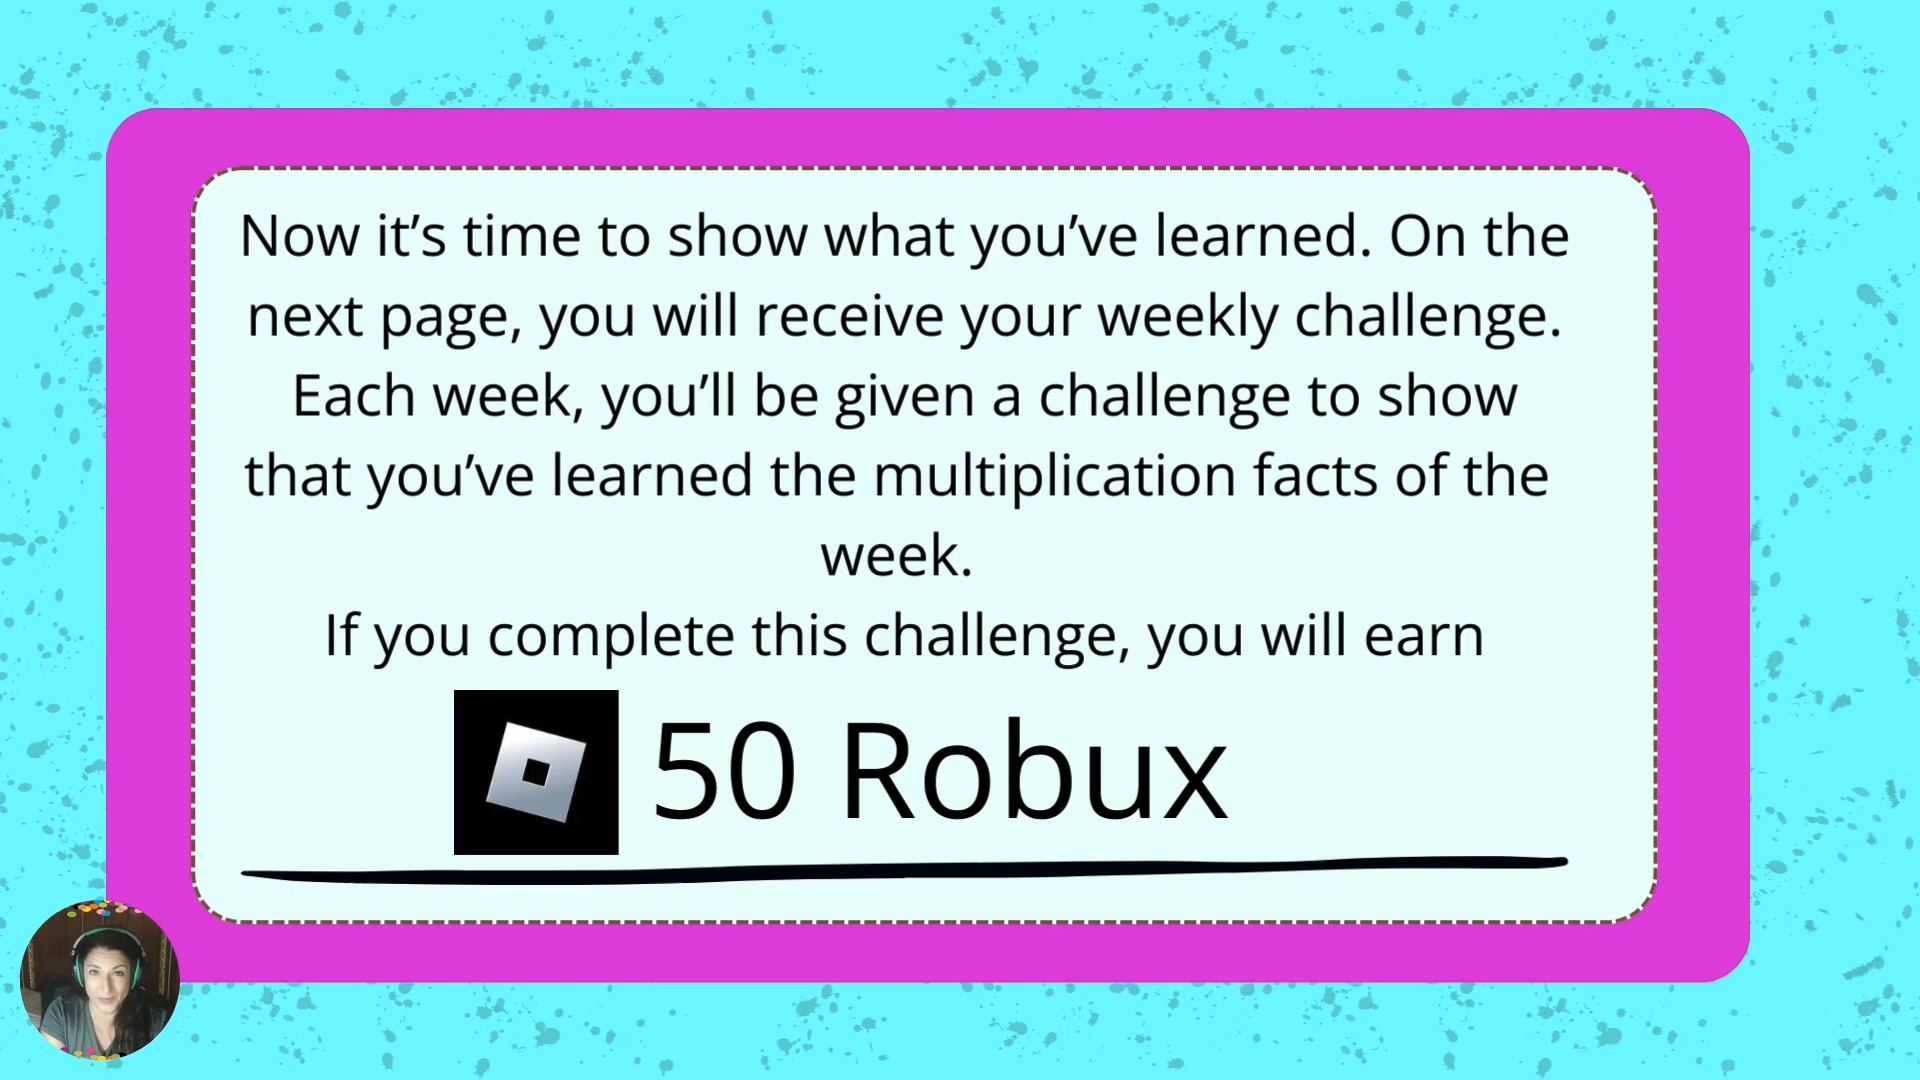 Now it’s time to show what you’ve learned. On the
next page, you will receive your weekly challenge.
Each week, you’ll be given a challenge to show
that you’ve learned the multiplication facts of the
week.
If you complete this challenge, you will earn
50 Robux